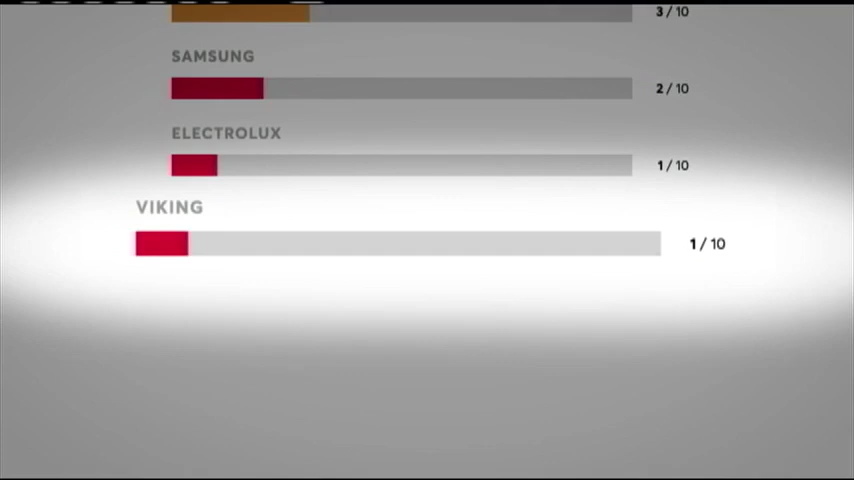 3 / 10
SAMSUNG
2 / 10
ELECTROLUX
1 / 10
VIKING
1 / 10